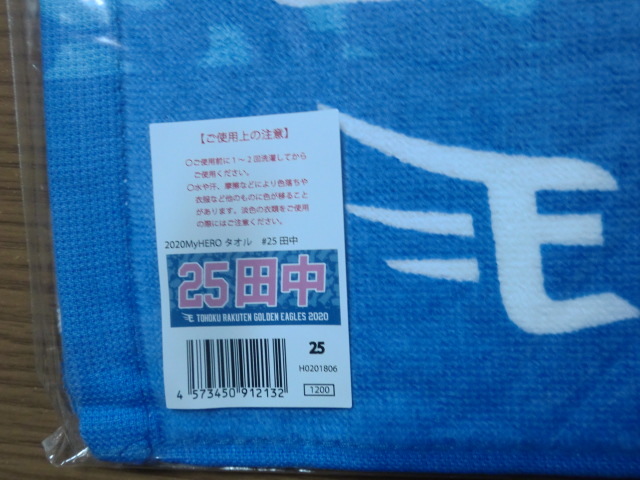 【ご使用上の注意】
○ご使用前に1~2回洗濯してから
ご使用ください。
○水や汗、摩擦などにより色落ちや
衣服など他のものに色が移ること
があります。淡色の衣類をご使用
の際にはご注意ください。
2020MyHERO タオル #25 田中
25田中
E TOHOKU RAKUTEN GOLDEN EAGLES 2020
25
H0201806
4 573450 912132
1200
E